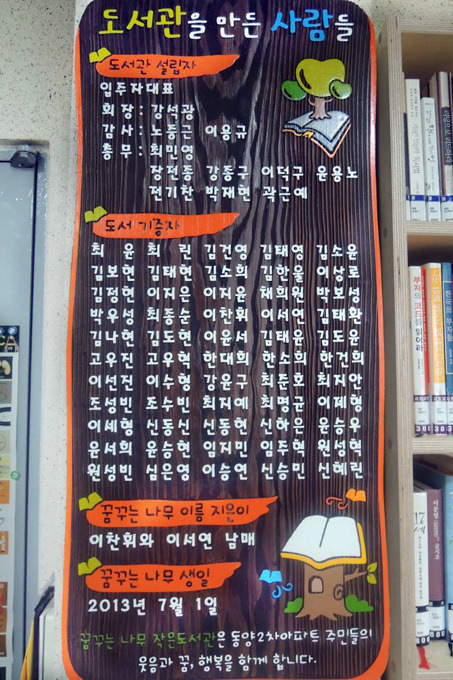 도서관을 만든 사람들
도서관 설립자
입주자대표
회장 : 강석광
감사 : 노중근 이용규
총무 : 최민영
장전종 강종구 이덕구 윤용노
전기찬 박재현 곽근예
도서 기증자
최 윤 최 린 김건영 김태영 김소윤
김보현 김태현 김소희 김한울 이상로
김정현 이지은 이지윤 채희원 박보성
박우성 최종순 이찬휘 이서연 김태환
김나현 김도현 이윤서 김태윤 김도윤
고우진 고우혁 한대희 한소희 한건희
이선진 이수형 강윤구 최준호 최지안
조성빈 조수빈 최지예 최명균 이제형
이세형 신동신 신동현 신하은 윤승우
윤서희 윤승현 임지민 임주혁 원성혁
원성빈 심은영 이승연 신승민 신혜린
꿈꾸는 나무 이름 지은이
이찬휘와 이서연 남매
꿈꾸는 나무 생일
2013년 7월 1일
꿈꾸는 나무 작은도서관은 동양2차아파트 주민들의
웃음과 꿈, 행복을 함께 합니다.